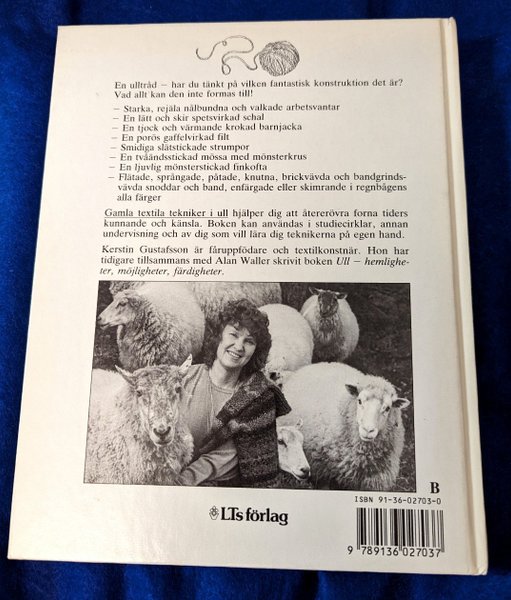 En ulltråd – har du tänkt på vilken fantastisk konstruktion det är?
Vad allt kan den inte formas till!
– Starka, rejäla nålbundna och valkade arbetsvantar
– En lätt och skir spetsvirkad schal
– En tjock och värmande krokad barnjacka
– En porös gaffelvirkad filt
– Smidiga slätstickade strumpor
– En tvåändsstickad mössa med mönsterkrus
– En ljuvlig mönsterstickad finkofta
– Flätade, språngade, påtade, knutna, brickvävda och bandgrinds-
vävda snoddar och band, enfärgade eller skimrande i regnbågens
alla färger
Gamla textila tekniker i ull hjälper dig att återerövra forna tiders
kunnande och känsla. Boken kan användas i studiecirklar, annan
undervisning och av dig som vill lära dig teknikerna på egen hand.
Kerstin Gustafsson är fåruppfödare och textilkonstnär. Hon har
tidigare tillsammans med Alan Waller skrivit boken Ull – hemlighe-
ter, möjligheter, färdigheter.
B
ISBN 91-36-02703-0
LTs förlag
9 789136 027037